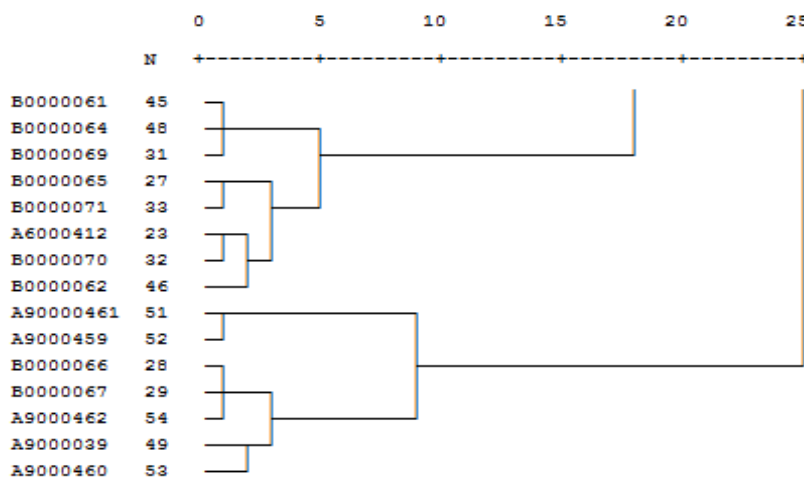 0 5 10 15 20 25
N +---------+---------+---------+---------+---------+
B0000061 45
B0000064 48
B0000069 31
B0000065 27
B0000071 33
A6000412 23
B0000070 32
B0000062 46
A90000461 51
A9000459 52
B0000066 28
B0000067 29
A9000462 54
A9000039 49
A9000460 53